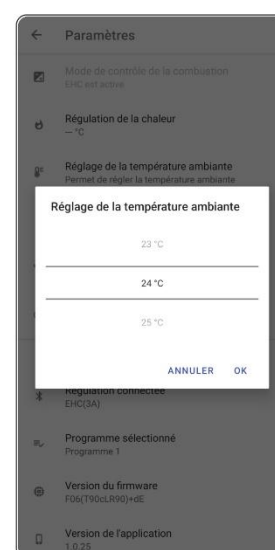 Paramètres
Mode de contrôle de la combustion
EHC est activé
Régulation de la chaleur
-- °C
Réglage de la température ambiante
Permet de régler la température ambiante
Réglage de la température ambiante
23 °C
24 °C
25 °C
ANNULER OK
Régulation connectée
EHC(3A)
Programme sélectionné
Programme 1
Version du firmware
F06(T90cLR90)+dE
Version de l'application
1.0.25